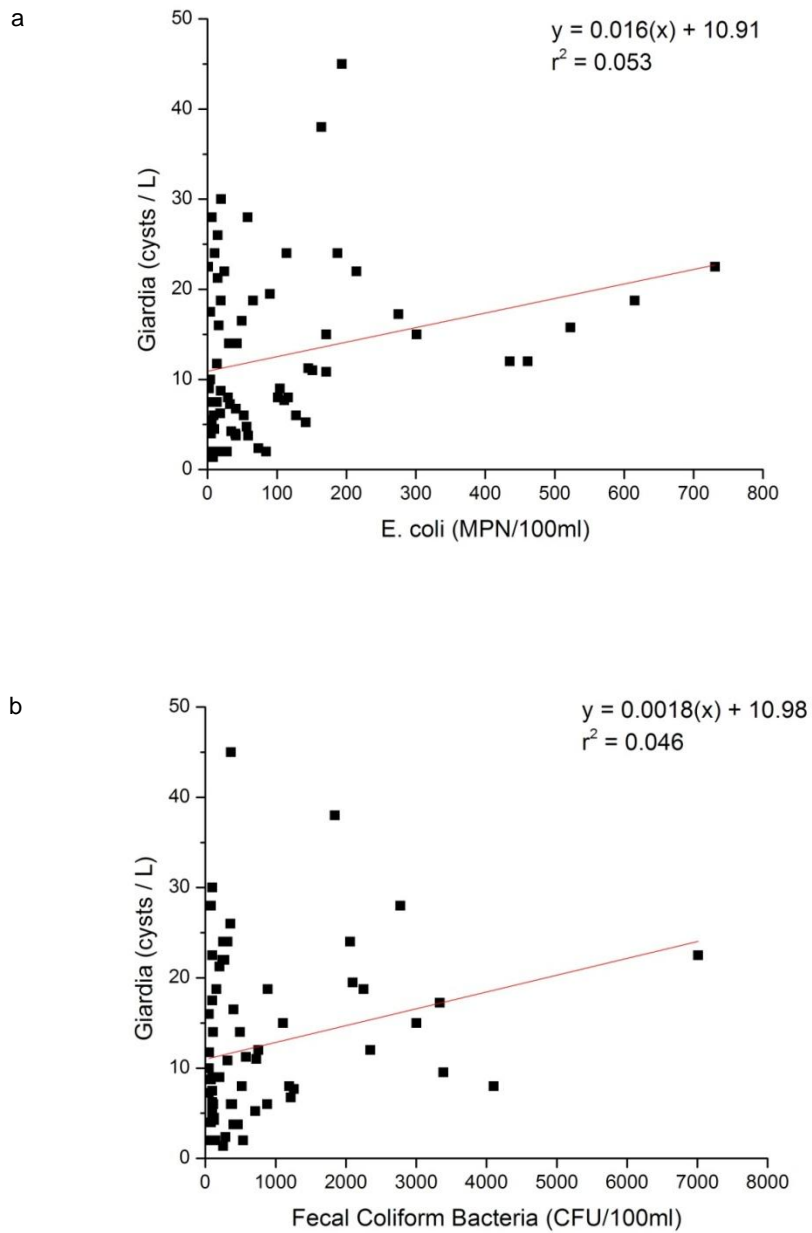 a
y = 0.016(x) + 10.91
r² = 0.053
50
40
30
20
10
0
Giardia (cysts / L)
0 100 200 300 400 500 600 700 800
E. coli (MPN/100ml)
b
y = 0.0018(x) + 10.98
r² = 0.046
50
40
30
20
10
0
Giardia (cysts / L)
0 1000 2000 3000 4000 5000 6000 7000 8000
Fecal Coliform Bacteria (CFU/100ml)